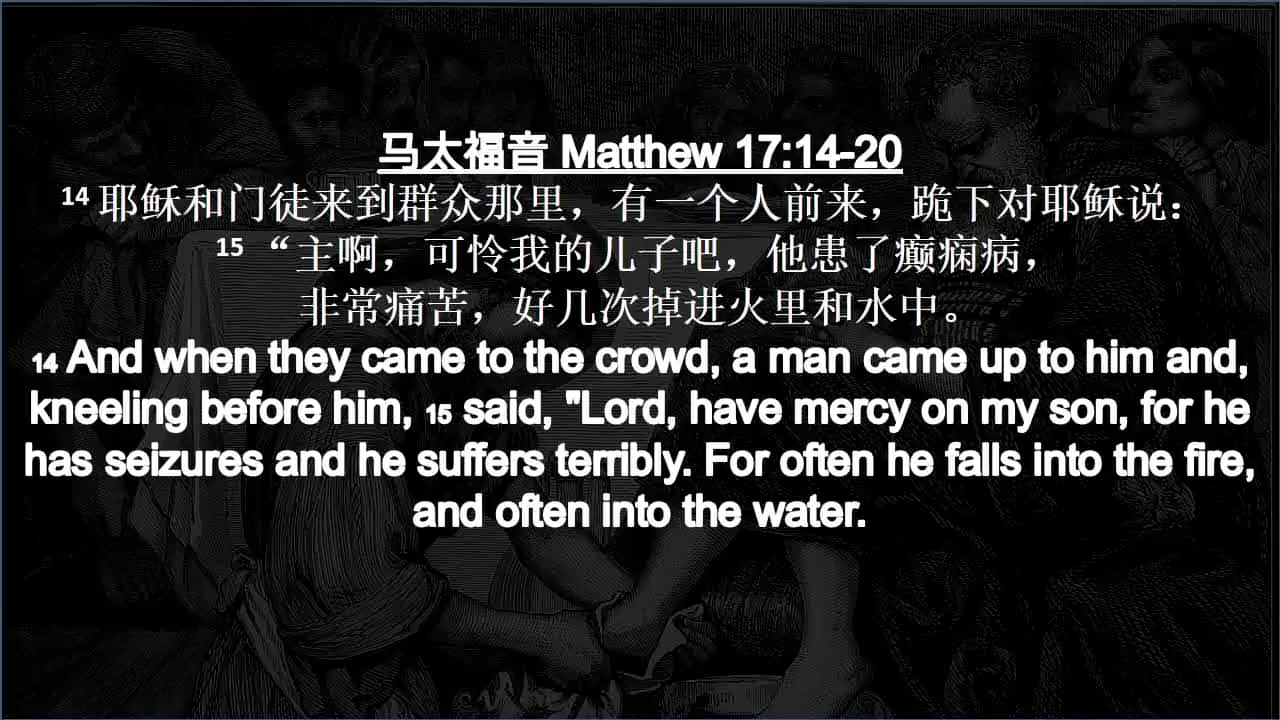 马太福音 Matthew 17:14-20
14 耶稣和门徒来到群众那里，有一个人前来，跪下对耶稣说：
15 “主啊，可怜我的儿子吧，他患了癫痫病，
非常痛苦，好几次掉进火里和水中。
14 And when they came to the crowd, a man came up to him and,
kneeling before him, 15 said, "Lord, have mercy on my son, for he
has seizures and he suffers terribly. For often he falls into the fire,
and often into the water.